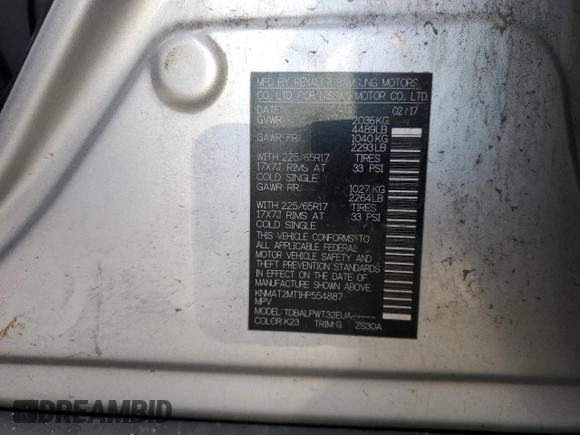 MFD BY RENAULT SAMSUNG MOTORS
CO. LTD. FOR NISSAN MOTOR CO. LTD.
DATE: 02/17
GVWR: 2036KG
4489LB
GAWR FR: 1040 KG
2293LB
WITH 225/65R17 TIRES
17X7J RIMS AT 33 PSI
COLD SINGLE
GAWR RR: 1027 KG
2264LB
WITH 225/65R17 TIRES
17X7J RIMS AT 33 PSI
COLD SINGLE
THIS VEHICLE CONFORMS TO
ALL APPLICABLE FEDERAL
MOTOR VEHICLE SAFETY AND
THEFT PREVENTION STANDARDS
IN EFFECT ON THE DATE OF
MANUFACTURE SHOWN ABOVE.
KNMAT2MT1HP554887
MPV
MODEL: TDBALPWT32EUA-----
COLOR:K23 TRIM:G ZS30A
DREAMBID